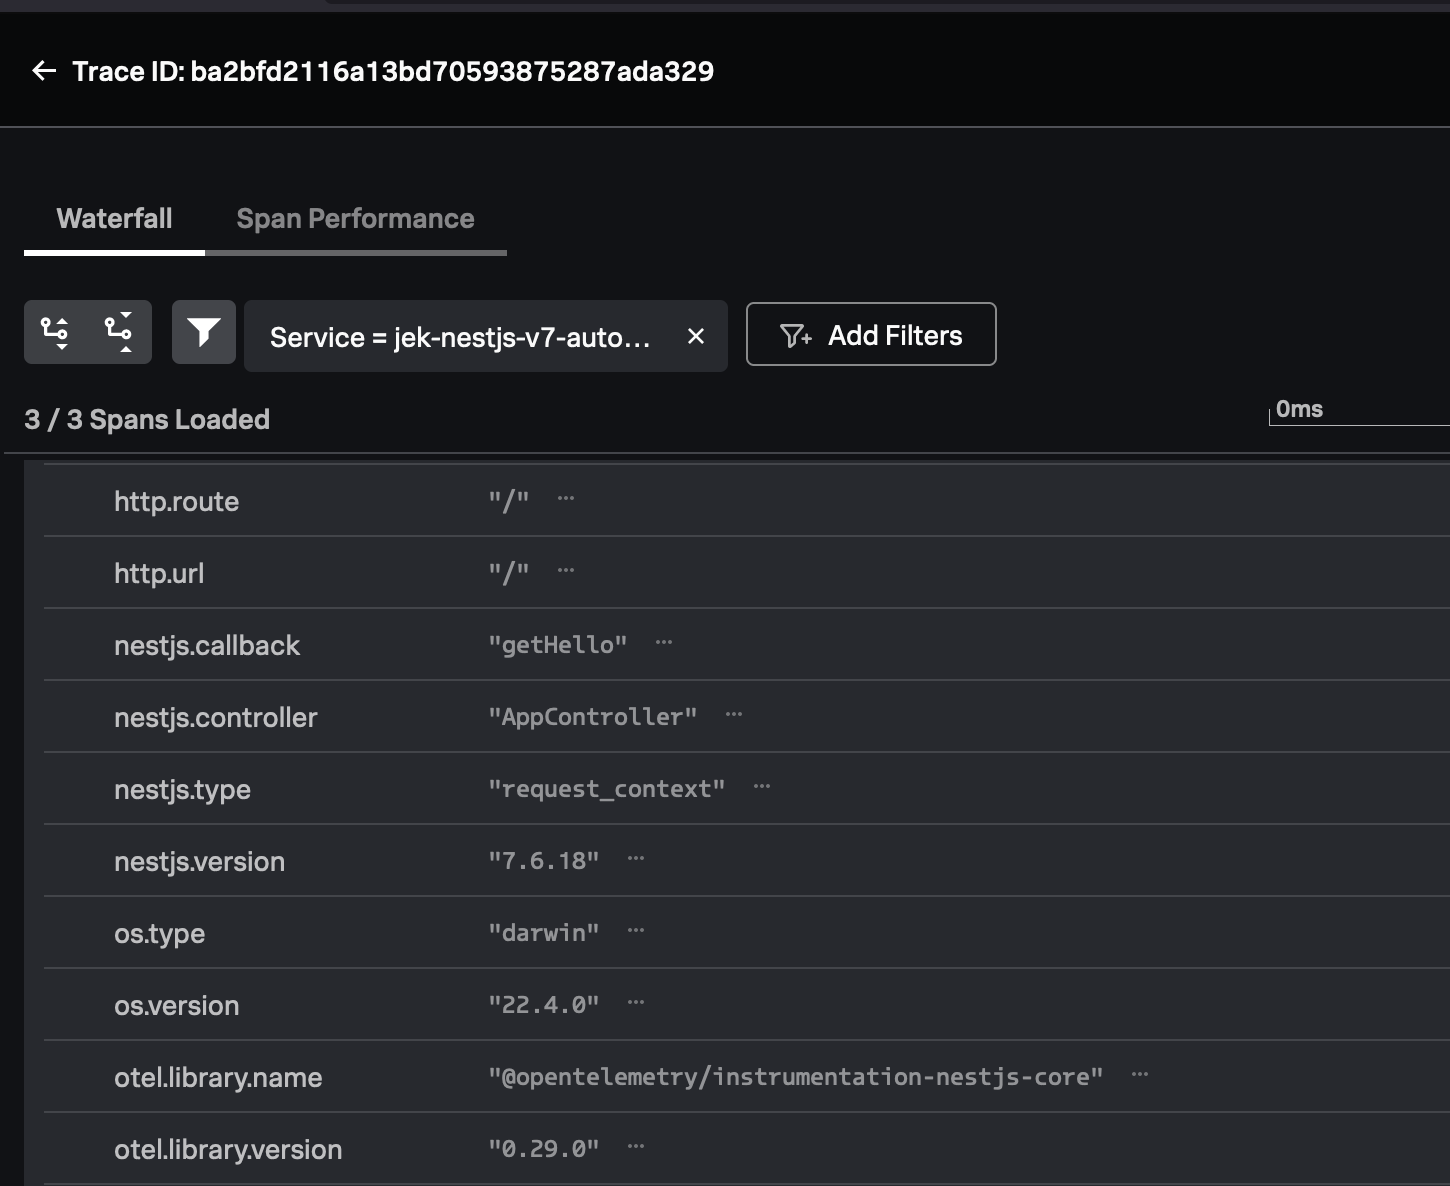 Trace ID: ba2bfd2116a13bd70593875287ada329
Waterfall Span Performance
Service = jek-nestjs-v7-auto... Add Filters
3 / 3 Spans Loaded 0ms
http.route "/" ...
http.url "/" ...
nestjs.callback "getHello" ...
nestjs.controller "AppController" ...
nestjs.type "request_context" ...
nestjs.version "7.6.18" ...
os.type "darwin" ...
os.version "22.4.0" ...
otel.library.name "@opentelemetry/instrumentation-nestjs-core" ...
otel.library.version "0.29.0" ...